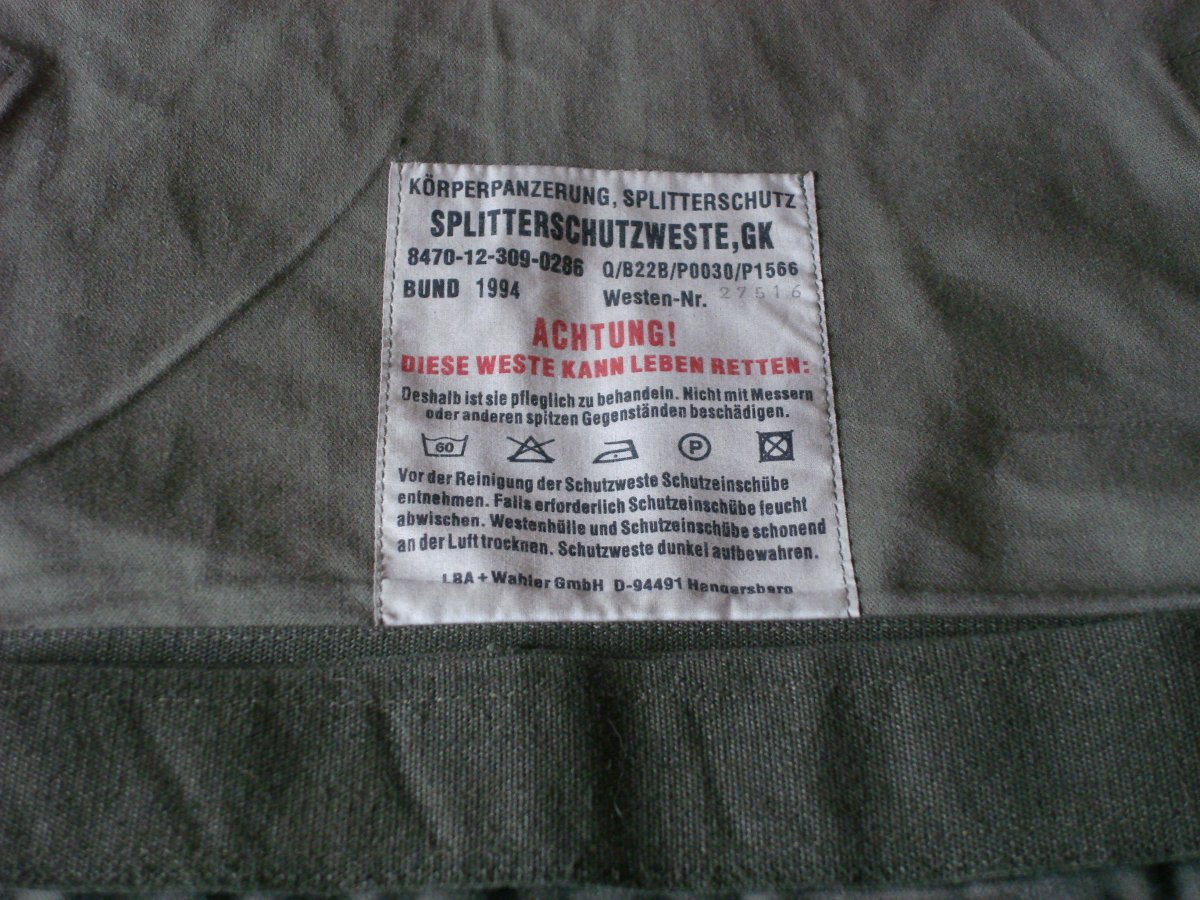 KÖRPERPANZERUNG, SPLITTERSCHUTZ
SPLITTERSCHUTZWESTE,GK
8470-12-309-0286 Q/B22B/P0030/P1566
BUND 1994 Westen-Nr. 27516
ACHTUNG!
DIESE WESTE KANN LEBEN RETTEN:
Deshalb ist sie pfleglich zu behandeln. Nicht mit Messern
oder anderen spitzen Gegenständen beschädigen.
60 P
Vor der Reinigung der Schutzweste Schutzeinschübe
entnehmen. Falls erforderlich Schutzeinschübe feucht
abwischen. Westenhülle und Schutzeinschübe schonend
an der Luft trocknen. Schutzweste dunkel aufbewahren.
LBA + Wahler GmbH D-94491 Hengersberg